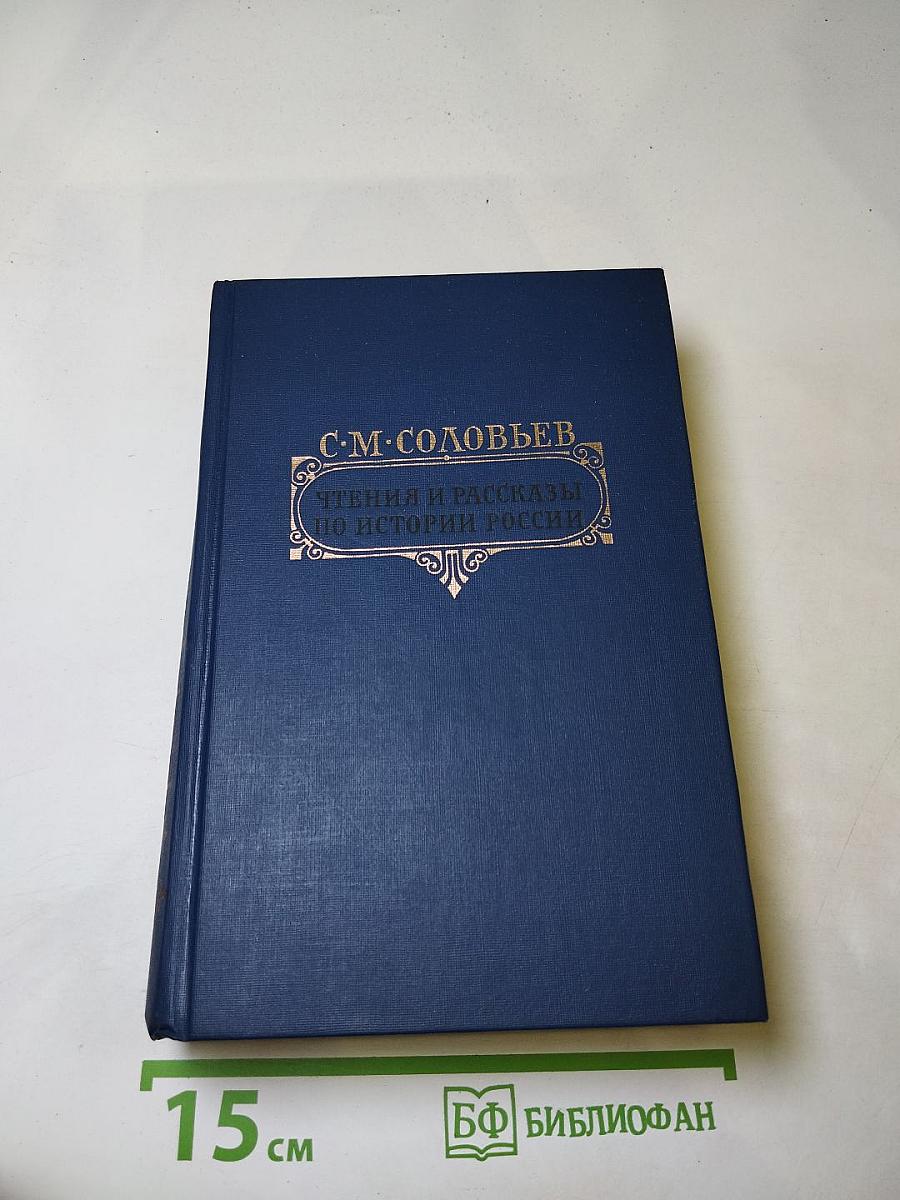 С·М·СОЛОВЬЕВ
ЧТЕНИЯ И РАССКАЗЫ
ПО ИСТОРИИ РОССИИ
15 см
БФ БИБЛИОФАН